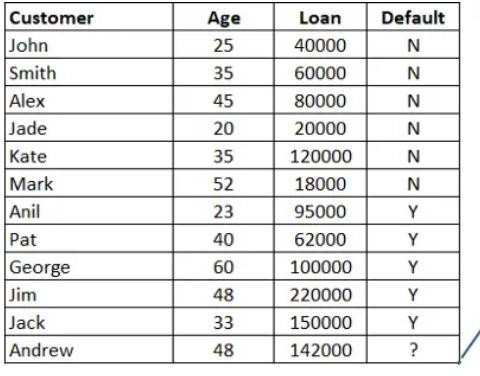 Customer Age Loan Default
John 25 40000 N
Smith 35 60000 N
Alex 45 80000 N
Jade 20 20000 N
Kate 35 120000 N
Mark 52 18000 N
Anil 23 95000 Y
Pat 40 62000 Y
George 60 100000 Y
Jim 48 220000 Y
Jack 33 150000 Y
Andrew 48 142000 ?